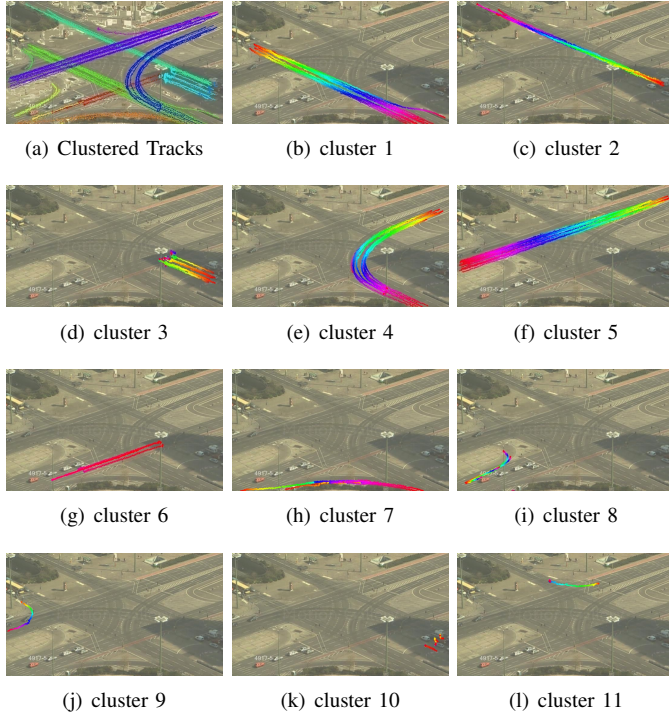 (a) Clustered Tracks
(b) cluster 1
(c) cluster 2
(d) cluster 3
(e) cluster 4
(f) cluster 5
(g) cluster 6
(h) cluster 7
(i) cluster 8
(j) cluster 9
(k) cluster 10
(l) cluster 11